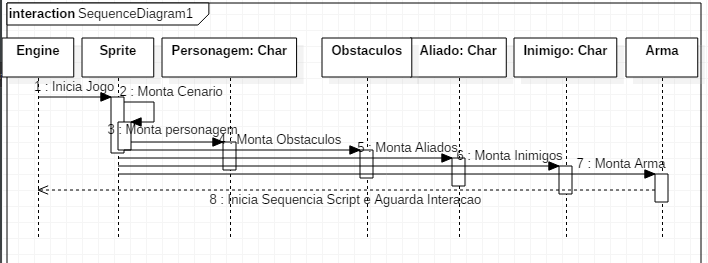 interaction SequenceDiagram1
Engine
Sprite
Personagem: Char
Obstaculos
Aliado: Char
Inimigo: Char
Arma
1 : Inicia Jogo
2 : Monta Cenario
3 : Monta personagem
4 : Monta Obstaculos
5 : Monta Aliados
6 : Monta Inimigos
7 : Monta Arma
8 : Inicia Sequencia Script e Aguarda Interacao